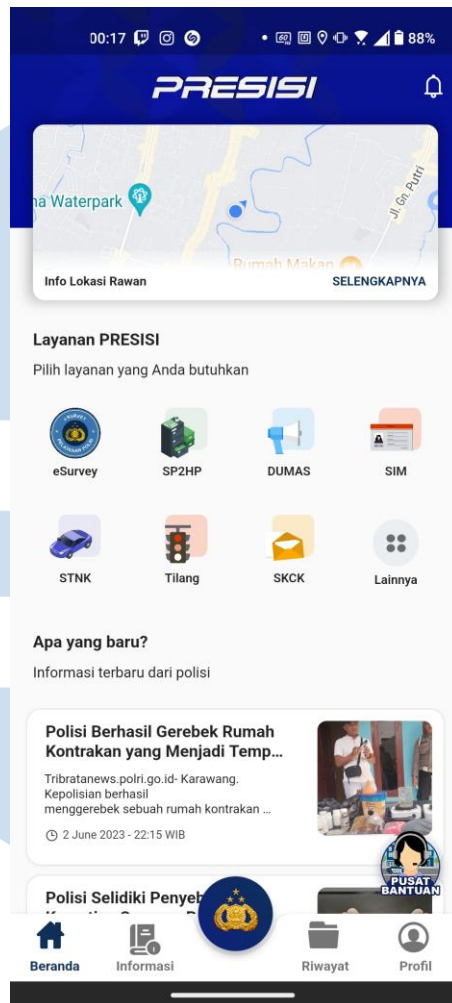 00:17
88%
PRESISI
Waterpark
Jl. Gn. Putri
Rumah Makan
Info Lokasi Rawan
SELENGKAPNYA
Layanan PRESISI
Pilih layanan yang Anda butuhkan
eSurvey
SP2HP
DUMAS
SIM
STNK
Tilang
SKCK
Lainnya
Apa yang baru?
Informasi terbaru dari polisi
Polisi Berhasil Gerebek Rumah
Kontrakan yang Menjadi Temp...
Tribratanews.polri.go.id- Karawang.
Kepolisian berhasil
menggerebek sebuah rumah kontrakan ...
2 June 2023 - 22:15 WIB
PUSAT
BANTUAN
Polisi Selidiki
Beranda
Informasi
Riwayat
Profil